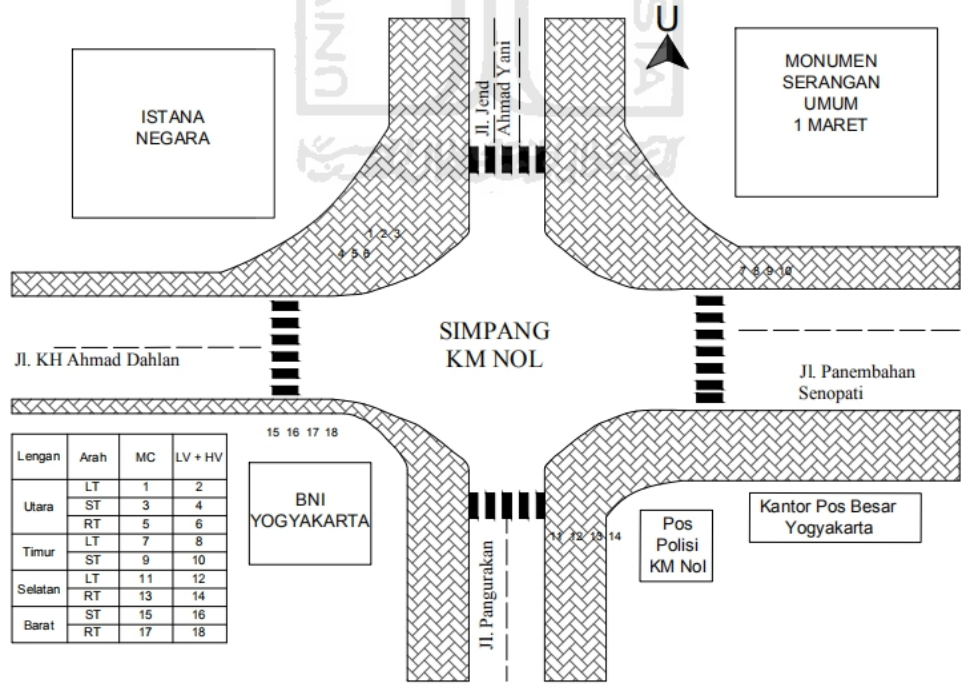 U
ISTANA
NEGARA
Jl. Jend
Ahmad Yani
MONUMEN
SERANGAN
UMUM
1 MARET
1 2 3
4 5 6
7 8 9 10
SIMPANG
KM NOL
Jl. KH Ahmad Dahlan
Jl. Panembahan
Senopati
15 16 17 18
Lengan Arah MC LV + HV
Utara LT 1 2
ST 3 4
RT 5 6
Timur LT 7 8
ST 9 10
Selatan LT 11 12
RT 13 14
Barat ST 15 16
RT 17 18
BNI
YOGYAKARTA
Jl. Pangurakan
11 12 13 14
Pos
Polisi
KM Nol
Kantor Pos Besar
Yogyakarta